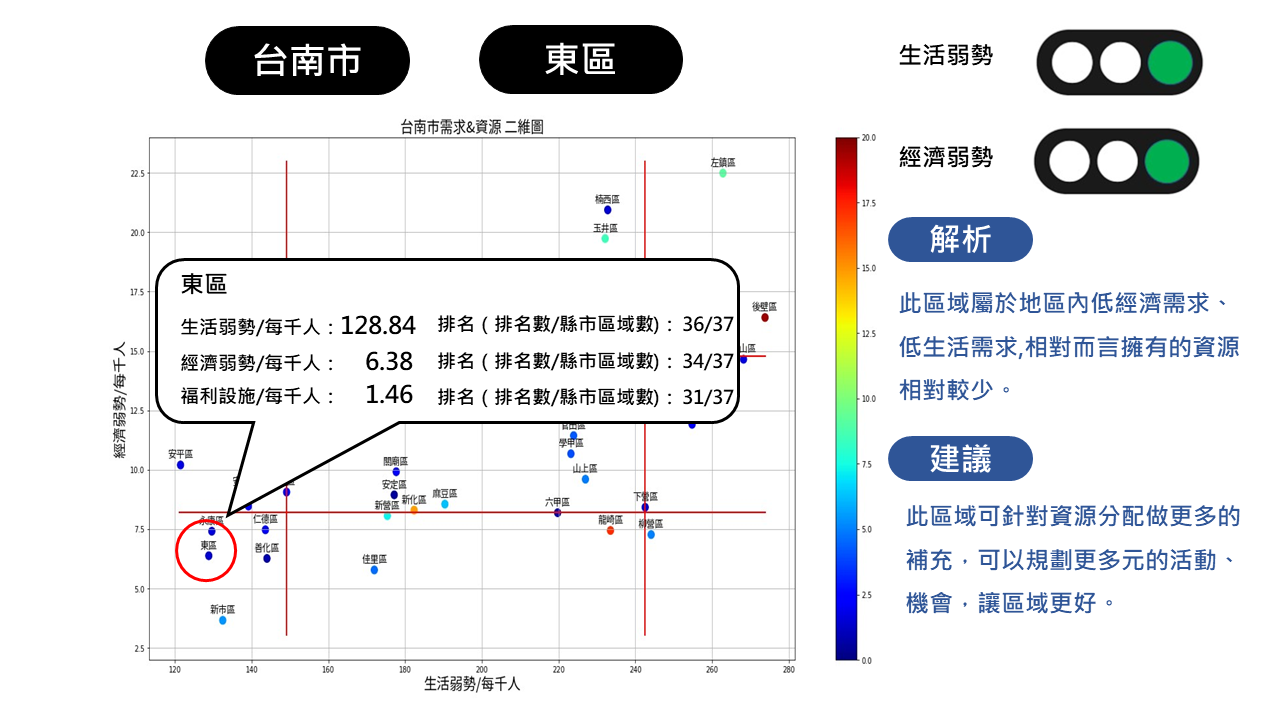 台南市
東區
生活弱勢
經濟弱勢
台南市需求&資源 二維圖
東區
生活弱勢/每千人：128.84 排名（排名數/縣市區域數)：36/37
經濟弱勢/每千人： 6.38 排名（排名數/縣市區域數)：34/37
福利設施/每千人： 1.46 排名（排名數/縣市區域數)：31/37
經濟弱勢/每千人
22.5
20.0
17.5
15.0
12.5
10.0
7.5
5.0
2.5
左鎮區
楠西區
玉井區
後壁區
山區
官田區
學甲區
安平區
關廟區
山上區
安定區
麻豆區
新化區
新營區
六甲區
下營區
永康區
仁德區
龍崎區
柳營區
東區
善化區
佳里區
新市區
120 140 160 180 200 220 240 260 280
生活弱勢/每千人
20.0
17.5
15.0
12.5
10.0
7.5
5.0
2.5
0.0
解析
此區域屬於地區內低經濟需求、
低生活需求,相對而言擁有的資源
相對較少。
建議
此區域可針對資源分配做更多的
補充，可以規劃更多元的活動、
機會，讓區域更好。